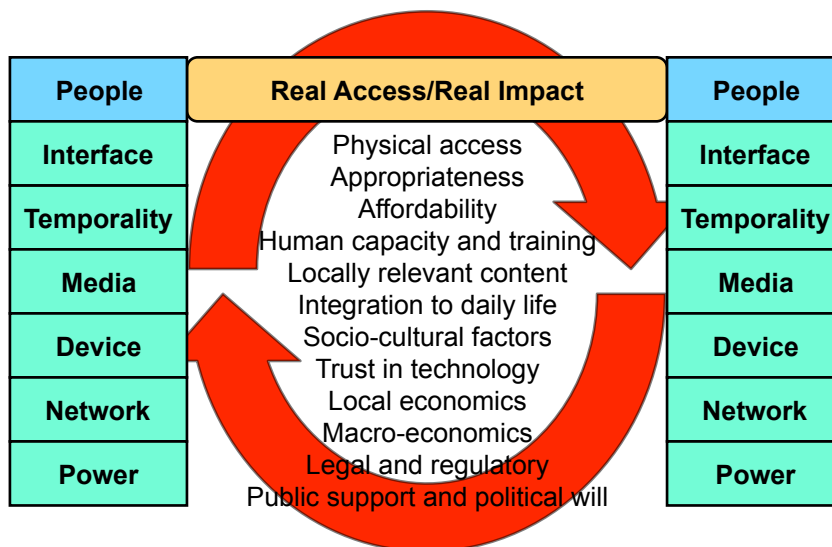 People
Interface
Temporality
Media
Device
Network
Power
Real Access/Real Impact
Physical access
Appropriateness
Affordability
Human capacity and training
Locally relevant content
Integration to daily life
Socio-cultural factors
Trust in technology
Local economics
Macro-economics
Legal and regulatory
Public support and political will
People
Interface
Temporality
Media
Device
Network
Power